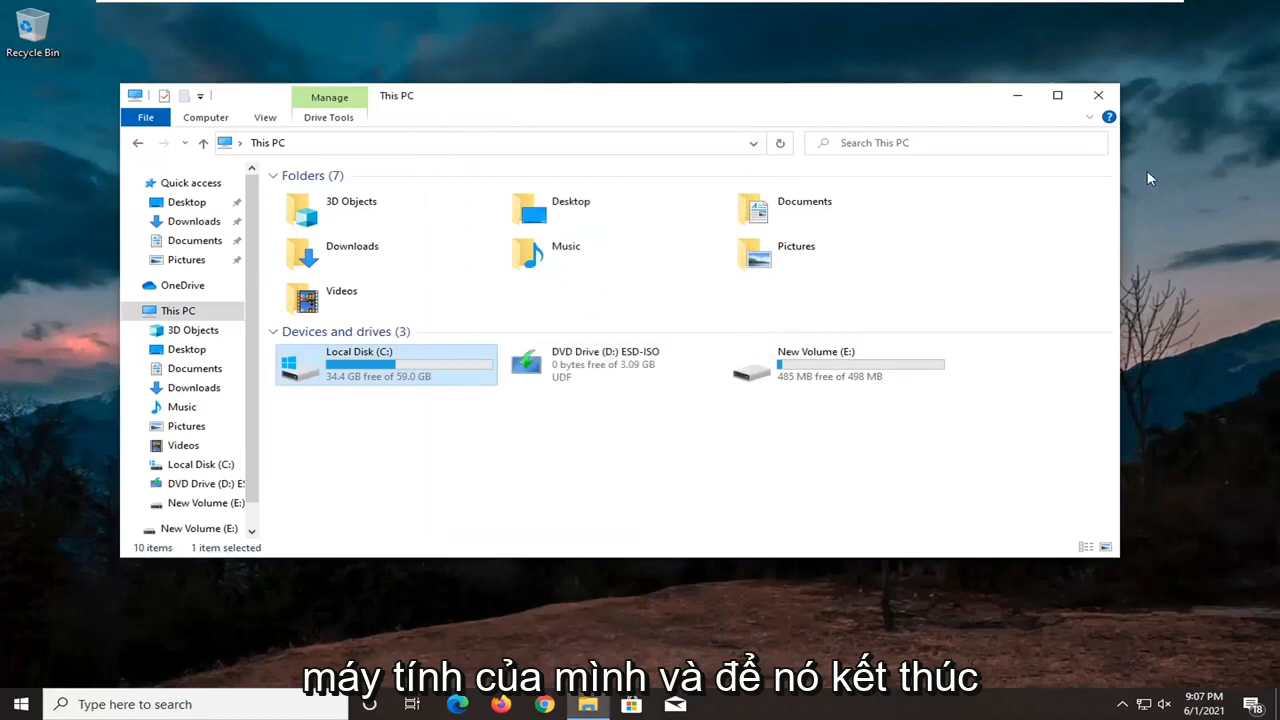 Recycle Bin
Manage
This PC
File
Computer
View
Drive Tools
This PC
Search This PC
Quick access
Desktop
Downloads
Documents
Pictures
OneDrive
This PC
3D Objects
Desktop
Documents
Downloads
Music
Pictures
Videos
Local Disk (C:)
DVD Drive (D:) ES
New Volume (E:)
New Volume (E:)
Folders (7)
3D Objects
Desktop
Documents
Downloads
Music
Pictures
Videos
Devices and drives (3)
Local Disk (C:)
34.4 GB free of 59.0 GB
DVD Drive (D:) ESD-ISO
0 bytes free of 3.09 GB
UDF
New Volume (E:)
485 MB free of 498 MB
10 items
1 item selected
máy tính của mình và để nó kết thúc
Type here to search
9:07 PM
6/1/2021
18